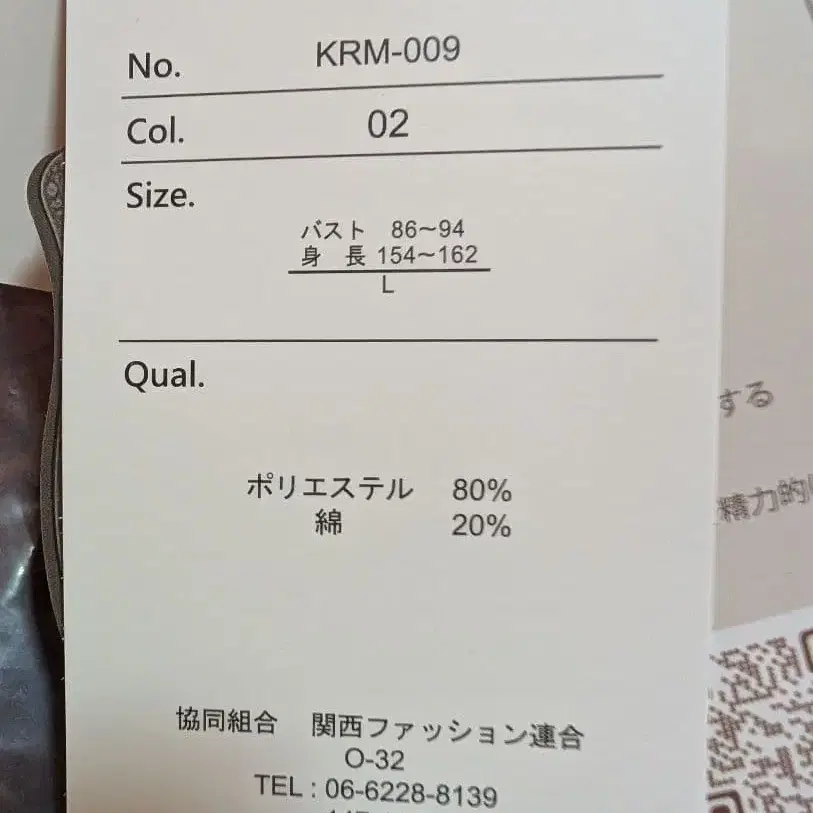 No. KRM-009
Col. 02
Size.
バスト 86～94
身 長 154～162
L
Qual.
ポリエステル 80%
綿 20%
協同組合 関西ファッション連合
O-32
TEL : 06-6228-8139
する
精力的